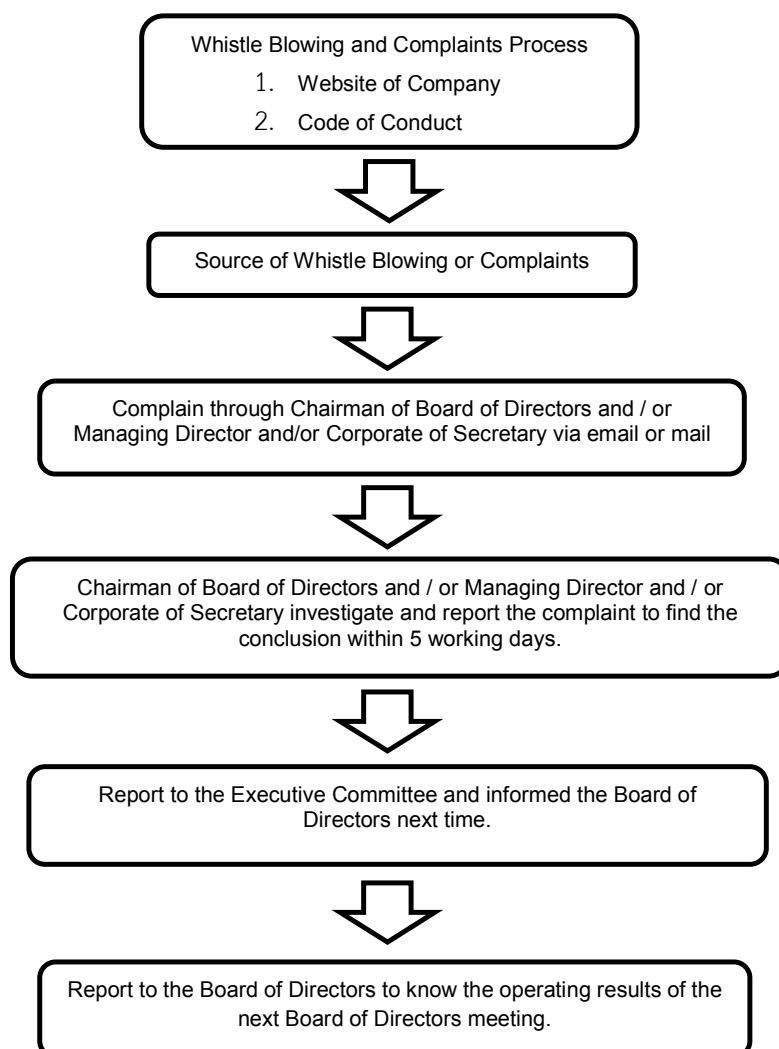 Whistle Blowing and Complaints Process
1. Website of Company
2. Code of Conduct
Source of Whistle Blowing or Complaints
Complain through Chairman of Board of Directors and / or
Managing Director and/or Corporate of Secretary via email or mail
Chairman of Board of Directors and / or Managing Director and / or
Corporate of Secretary investigate and report the complaint to find the
conclusion within 5 working days.
Report to the Executive Committee and informed the Board of
Directors next time.
Report to the Board of Directors to know the operating results of the
next Board of Directors meeting.